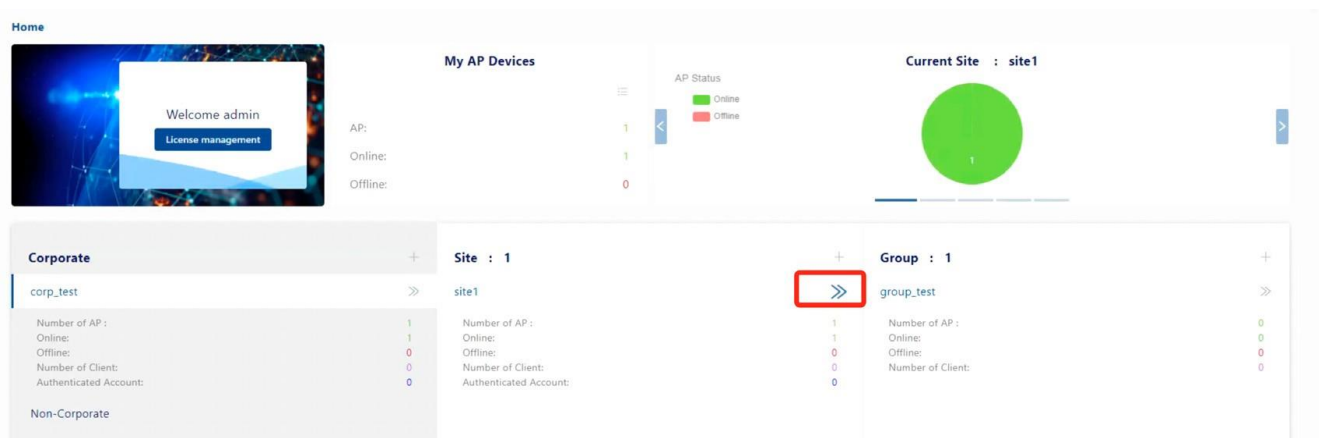 Home
Welcome admin
License management
My AP Devices
AP: 1
Online: 1
Offline: 0
Current Site : site1
AP Status
Online
Offline
1
Corporate +
corp_test
Number of AP : 1
Online: 1
Offline: 0
Number of Client: 0
Authenticated Account: 0
Non-Corporate
Site : 1 +
site1
Number of AP : 1
Online: 1
Offline: 0
Number of Client: 0
Authenticated Account: 0
Group : 1 +
group_test
Number of AP : 0
Online: 0
Offline: 0
Number of Client: 0